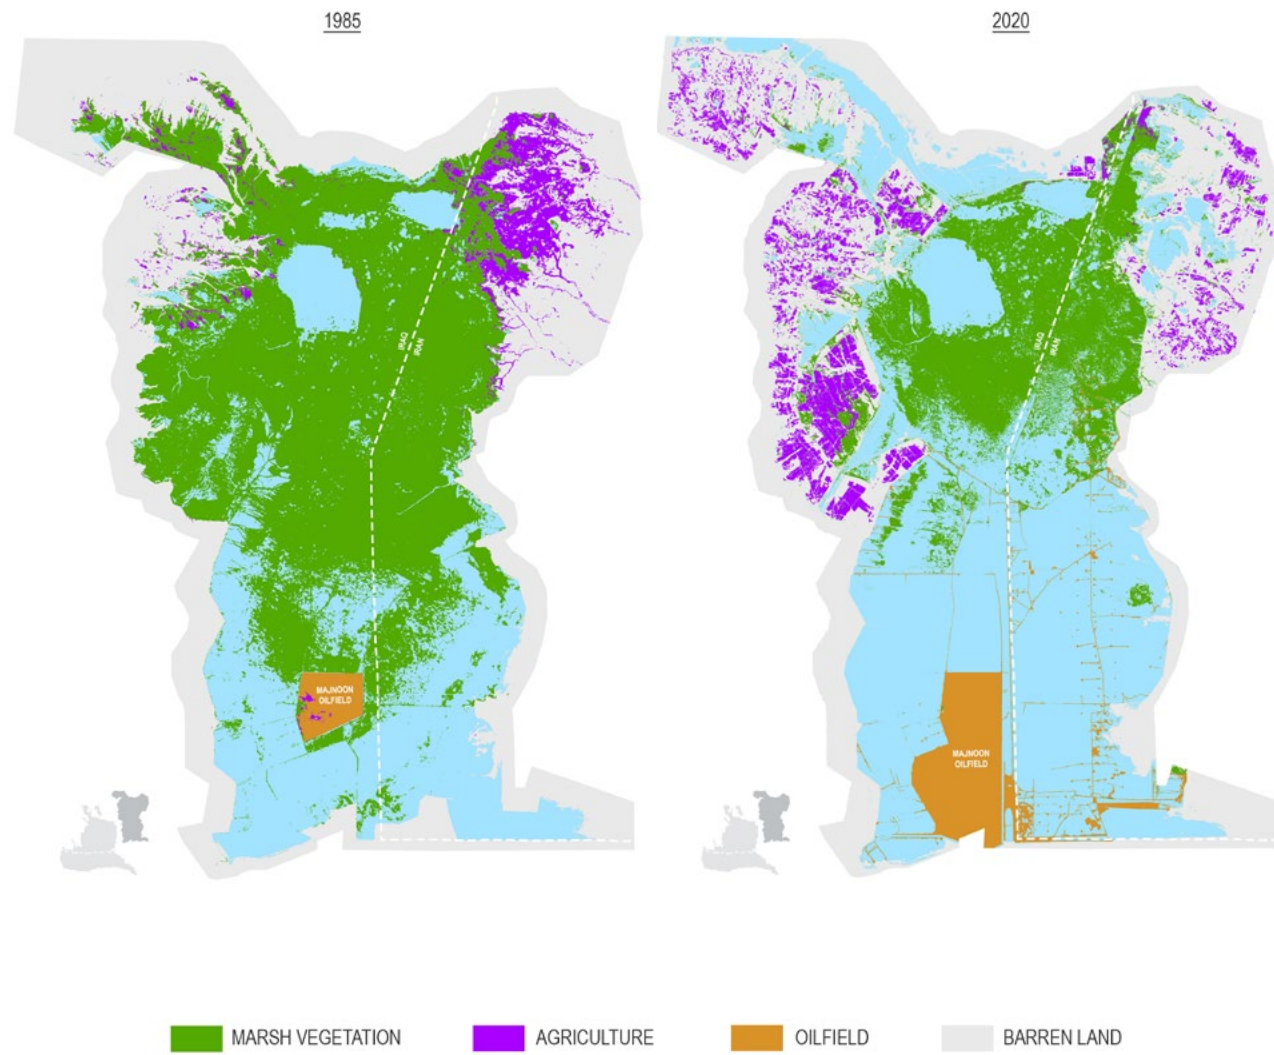 1985
2020
IRAQ
IRAN
IRAQ
IRAN
MAJNOON
OILFIELD
MAJNOON
OILFIELD
MARSH VEGETATION
AGRICULTURE
OILFIELD
BARREN LAND